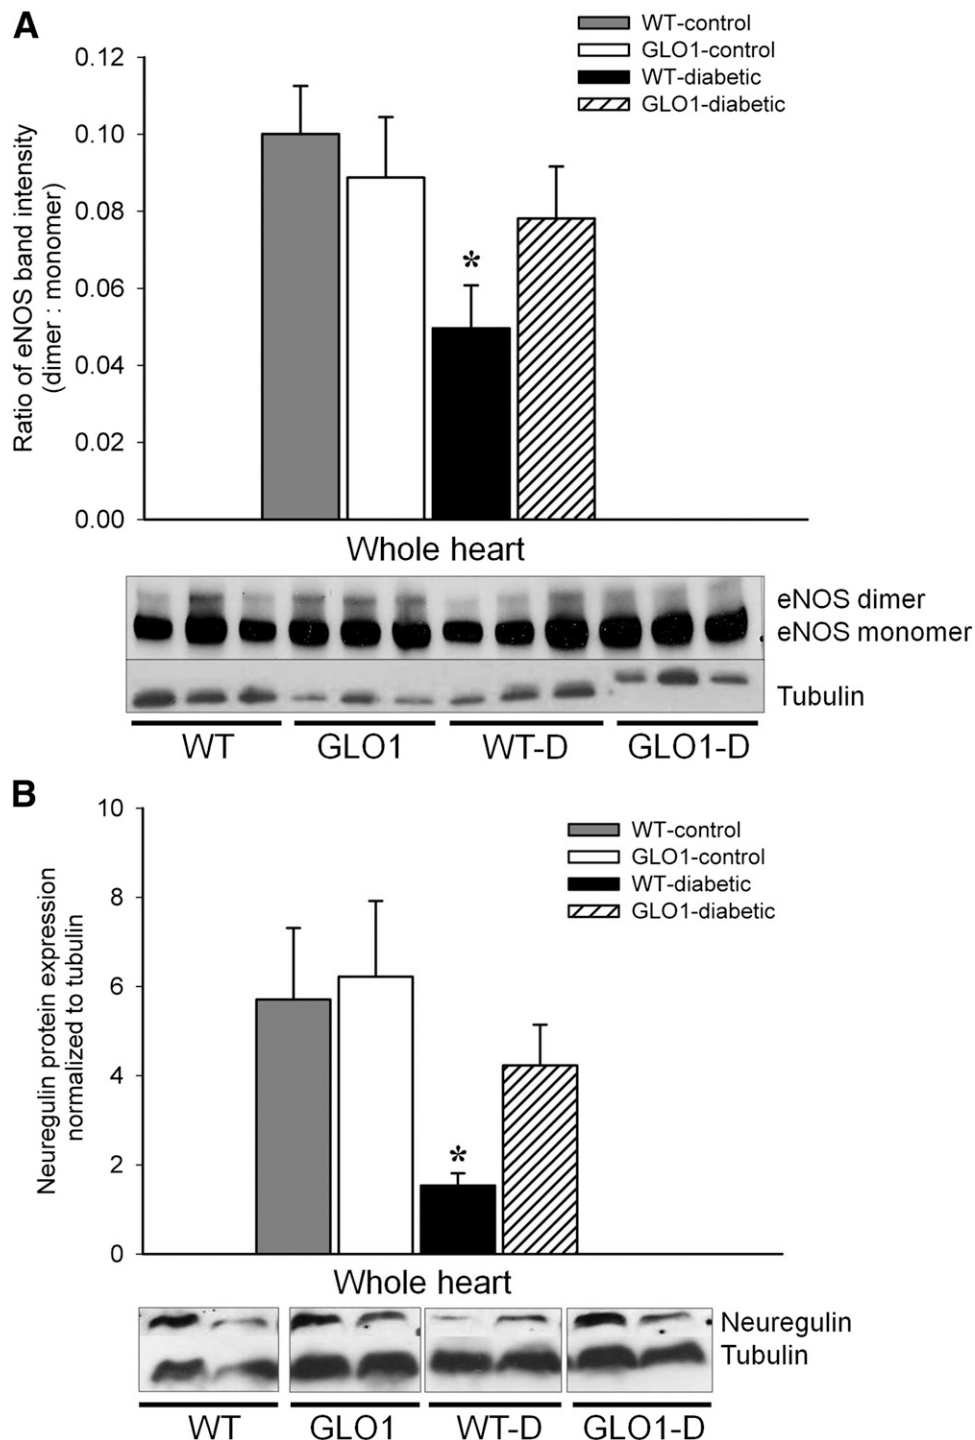 A
WT-control
GLO1-control
WT-diabetic
GLO1-diabetic
Ratio of eNOS band intensity
(dimer : monomer)
0.12
0.10
0.08
0.06
0.04
0.02
0.00
*
Whole heart
eNOS dimer
eNOS monomer
Tubulin
WT GLO1 WT-D GLO1-D
B
WT-control
GLO1-control
WT-diabetic
GLO1-diabetic
Neuregulin protein expression
normalized to tubulin
10
8
6
4
2
0
*
Whole heart
Neuregulin
Tubulin
WT GLO1 WT-D GLO1-D